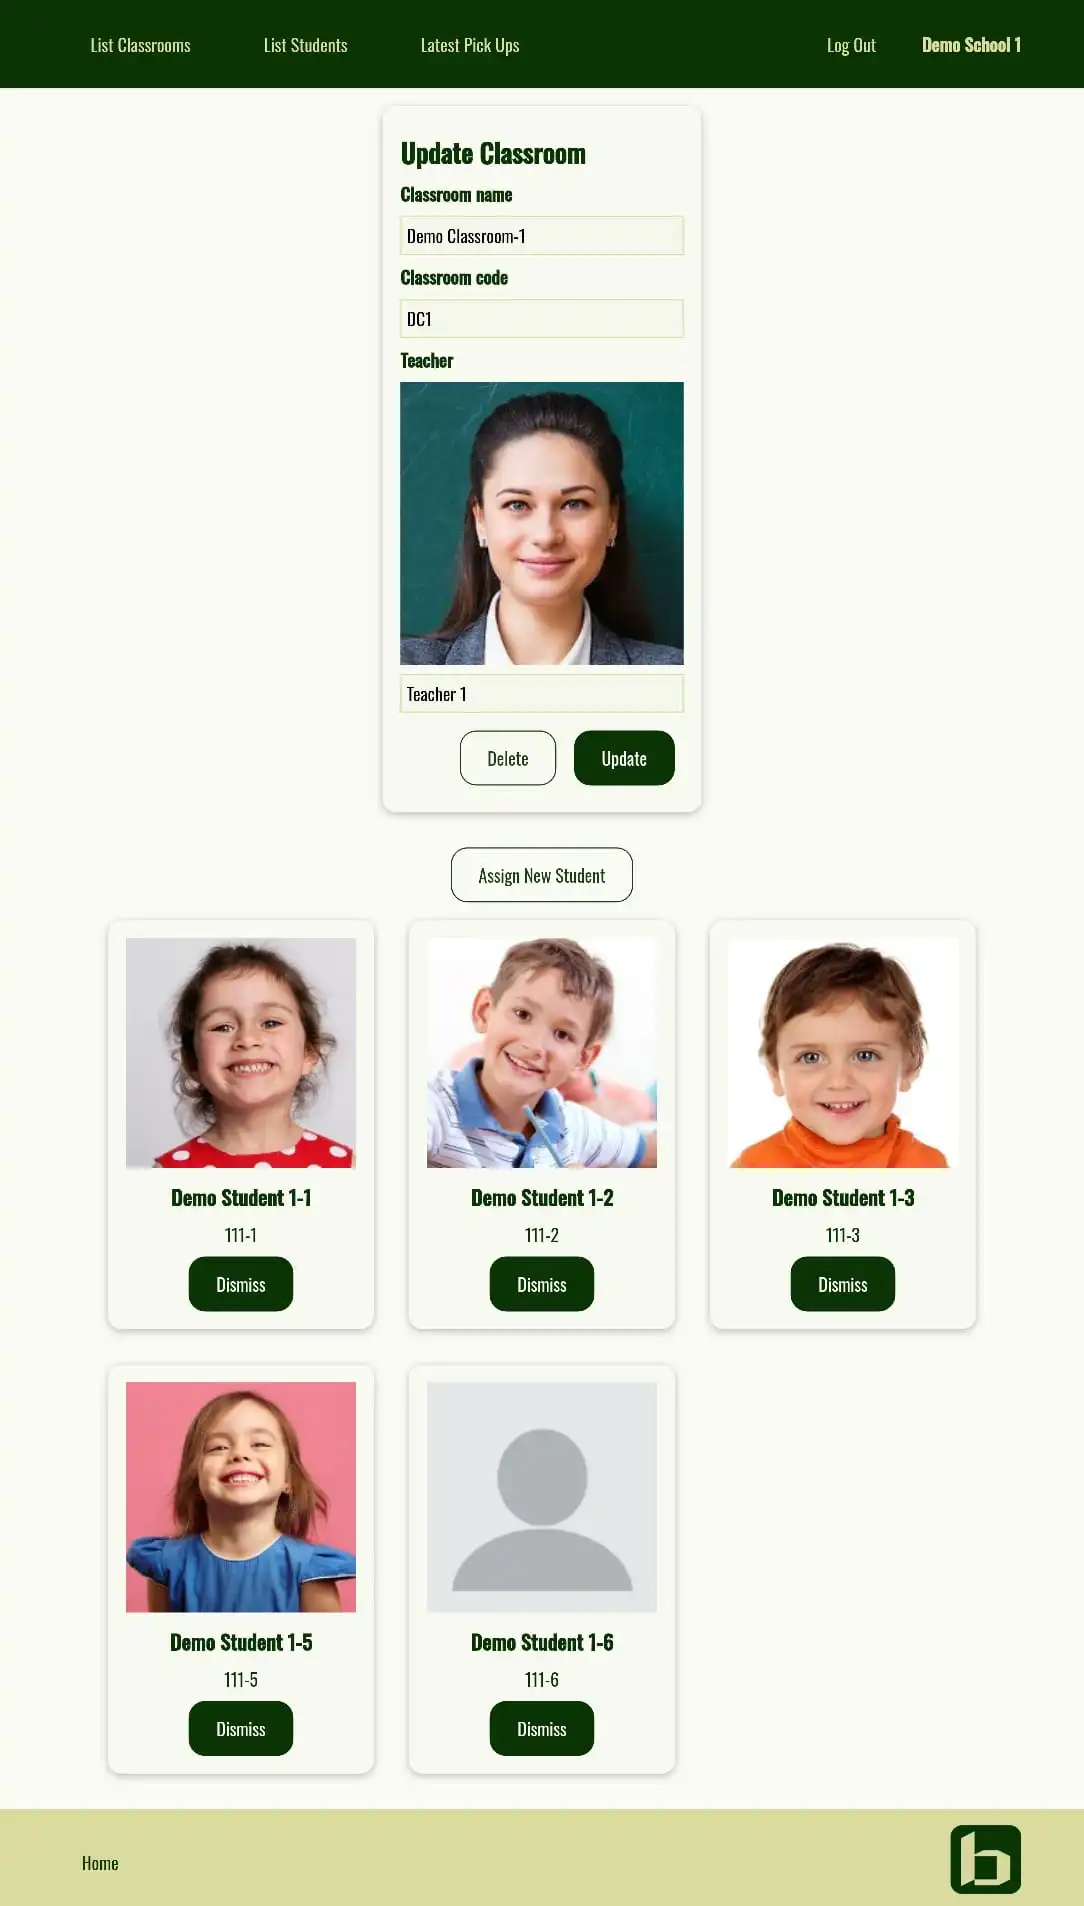 List Classrooms List Students Latest Pick Ups Log Out Demo School 1
Update Classroom
Classroom name
Demo Classroom-1
Classroom code
DC1
Teacher
Teacher 1
Delete Update
Assign New Student
Demo Student 1-1 Demo Student 1-2 Demo Student 1-3
111-1 111-2 111-3
Dismiss Dismiss Dismiss
Demo Student 1-5 Demo Student 1-6
111-5 111-6
Dismiss Dismiss
Home b